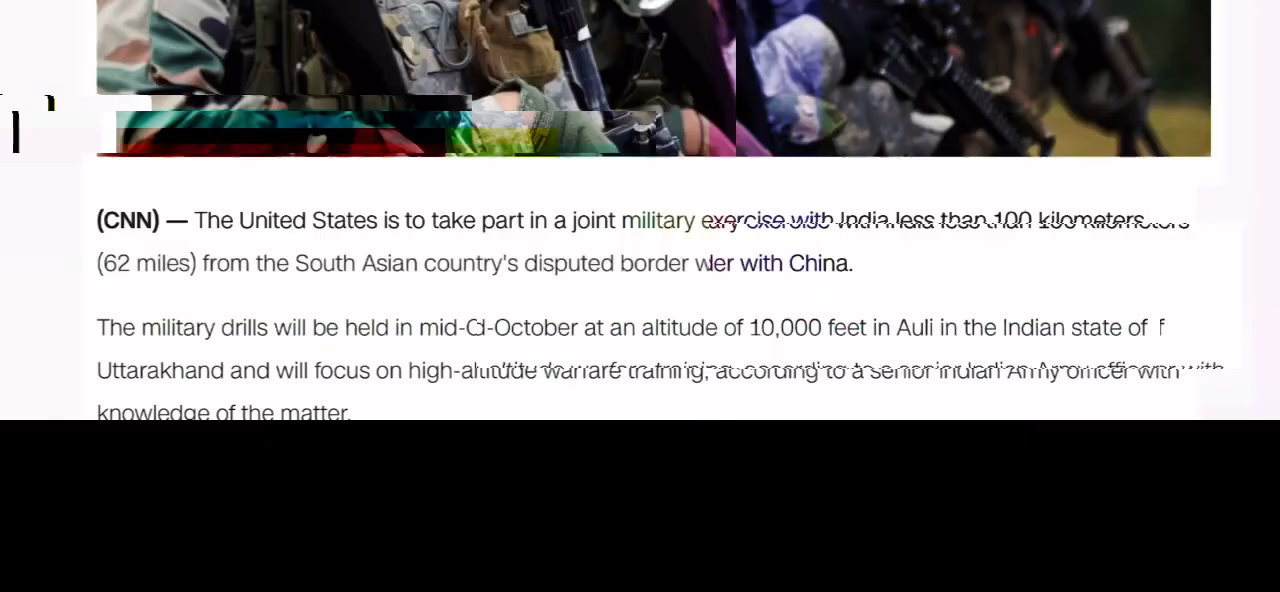 (CNN) — The United States is to take part in a joint military exercise with India less than 100 kilometers
(62 miles) from the South Asian country's disputed border with China.
The military drills will be held in mid-October at an altitude of 10,000 feet in Auli in the Indian state of
Uttarakhand and will focus on high-altitude warfare training, according to a senior Indian Army officer with
knowledge of the matter.